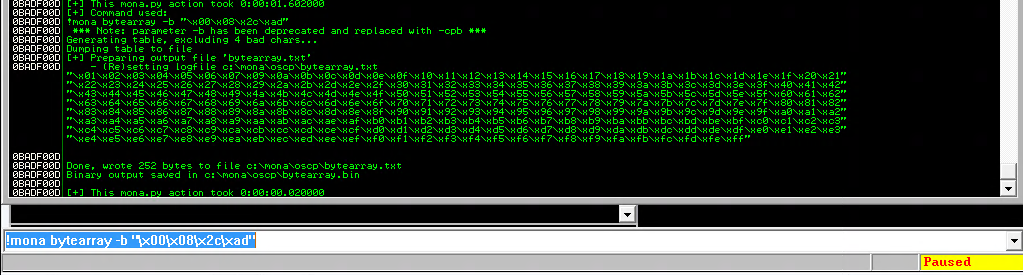 0BADF00D [+] This mona.py action took 0:00:01.602000
0BADF00D [+] Command used:
0BADF00D !mona bytearray -b "\x00\x08\x2c\xad"
0BADF00D *** Note: parameter -b has been deprecated and replaced with -cpb ***
0BADF00D Generating table, excluding 4 bad chars...
0BADF00D Dumping table to file
0BADF00D [+] Preparing output file 'bytearray.txt'
0BADF00D - (Re)setting logfile c:\mona\oscp\bytearray.txt
"\x01\x02\x03\x04\x05\x06\x07\x09\x0a\x0b\x0c\x0d\x0e\x0f\x10\x11\x12\x13\x14\x15\x16\x17\x18\x19\x1a\x1b\x1c\x1d\x1e\x1f\x20\x21"
"\x22\x23\x24\x25\x26\x27\x28\x29\x2a\x2b\x2d\x2e\x2f\x30\x31\x32\x33\x34\x35\x36\x37\x38\x39\x3a\x3b\x3c\x3d\x3e\x3f\x40\x41\x42"
"\x43\x44\x45\x46\x47\x48\x49\x4a\x4b\x4c\x4d\x4e\x4f\x50\x51\x52\x53\x54\x55\x56\x57\x58\x59\x5a\x5b\x5c\x5d\x5e\x5f\x60\x61\x62"
"\x63\x64\x65\x66\x67\x68\x69\x6a\x6b\x6c\x6d\x6e\x6f\x70\x71\x72\x73\x74\x75\x76\x77\x78\x79\x7a\x7b\x7c\x7d\x7e\x7f\x80\x81\x82"
"\x83\x84\x85\x86\x87\x88\x89\x8a\x8b\x8c\x8d\x8e\x8f\x90\x91\x92\x93\x94\x95\x96\x97\x98\x99\x9a\x9b\x9c\x9d\x9e\x9f\xa0\xa1\xa2"
"\xa3\xa4\xa5\xa6\xa7\xa8\xa9\xaa\xab\xac\xae\xaf\xb0\xb1\xb2\xb3\xb4\xb5\xb6\xb7\xb8\xb9\xba\xbb\xbc\xbd\xbe\xbf\xc0\xc1\xc2\xc3"
"\xc4\xc5\xc6\xc7\xc8\xc9\xca\xcb\xcc\xcd\xce\xcf\xd0\xd1\xd2\xd3\xd4\xd5\xd6\xd7\xd8\xd9\xda\xdb\xdc\xdd\xde\xdf\xe0\xe1\xe2\xe3"
"\xe4\xe5\xe6\xe7\xe8\xe9\xea\xeb\xec\xed\xee\xef\xf0\xf1\xf2\xf3\xf4\xf5\xf6\xf7\xf8\xf9\xfa\xfb\xfc\xfd\xfe\xff"
0BADF00D
0BADF00D Done, wrote 252 bytes to file c:\mona\oscp\bytearray.txt
0BADF00D Binary output saved in c:\mona\oscp\bytearray.bin
0BADF00D
0BADF00D [+] This mona.py action took 0:00:00.020000
!mona bytearray -b "\x00\x08\x2c\xad"
Paused